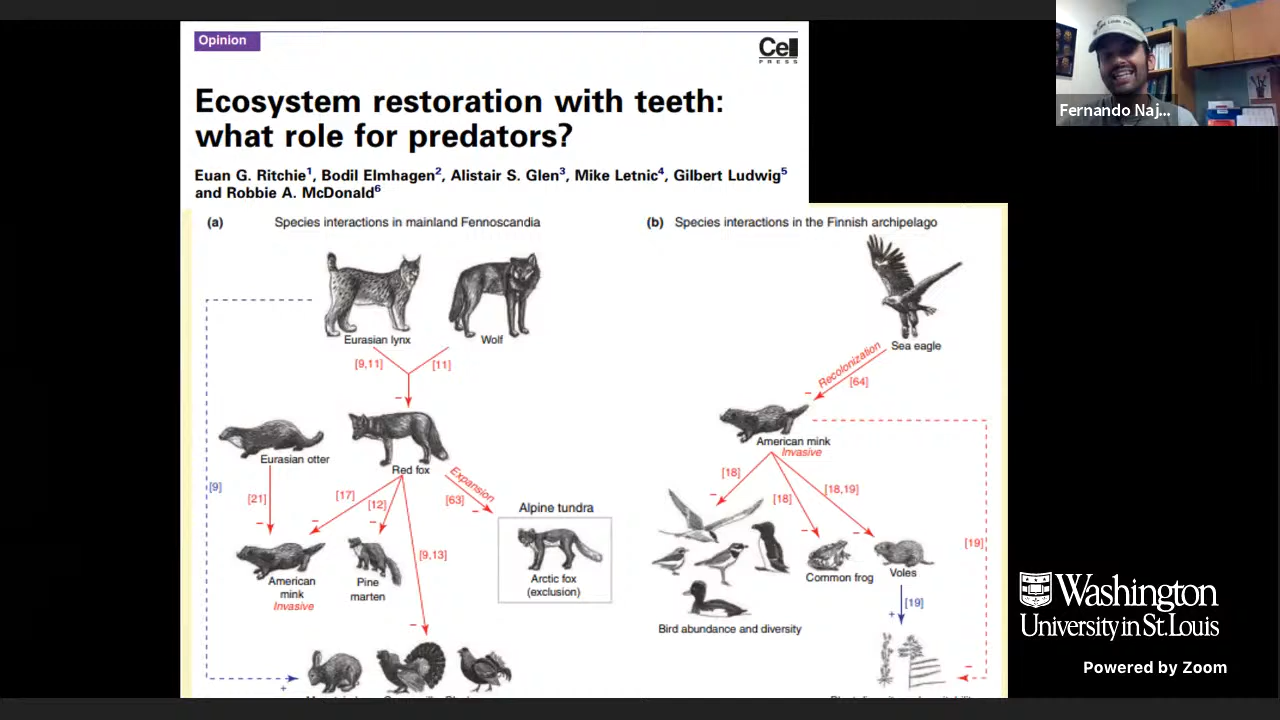 Opinion
Cell
PRESS
Ecosystem restoration with teeth:
what role for predators?
Euan G. Ritchie1, Bodil Elmhagen2, Alistair S. Glen3, Mike Letnic4, Gilbert Ludwig5
and Robbie A. McDonald6
Fernando Naj...
(a) Species interactions in mainland Fennoscandia
(b) Species interactions in the Finnish archipelago
Eurasian lynx
Wolf
Sea eagle
[9,11]
[11]
Recolonization
[64]
–
–
American mink
Invasive
Eurasian otter
Red fox
[9]
[21]
[17]
[12]
Expansion
[63]
[18]
[18]
[18,19]
[19]
–
–
–
–
–
–
–
Alpine tundra
Arctic fox
(exclusion)
American
mink
Invasive
Pine
marten
[9,13]
–
Common frog
Voles
[19]
+
Bird abundance and diversity
–
+
Washington
University in St. Louis
Powered by Zoom